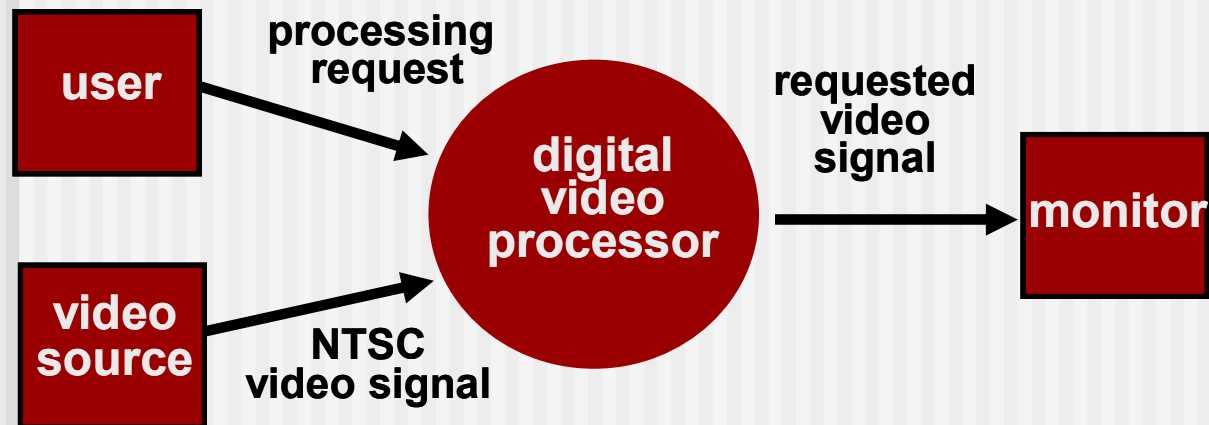 user
processing
request
digital
video
processor
requested
video
signal
monitor
video
source
NTSC
video signal